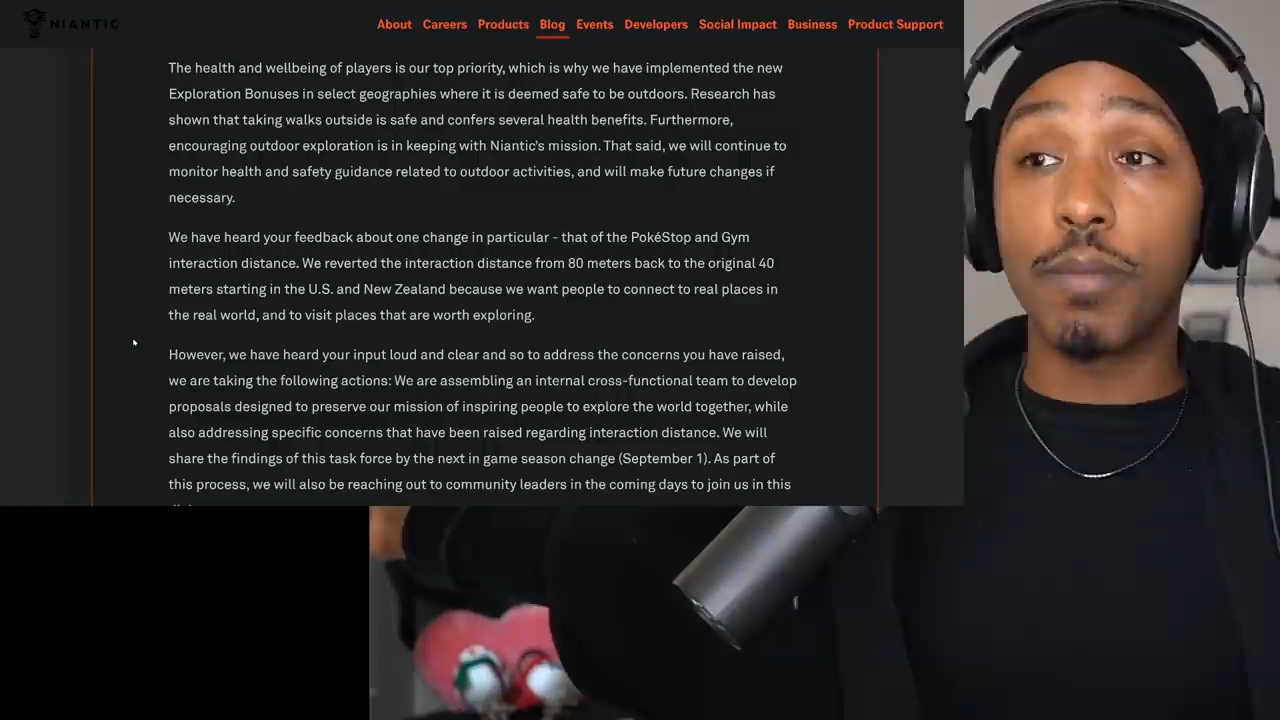 NIANTIC
About Careers Products Blog Events Developers Social Impact Business Product Support
The health and wellbeing of players is our top priority, which is why we have implemented the new
Exploration Bonuses in select geographies where it is deemed safe to be outdoors. Research has
shown that taking walks outside is safe and confers several health benefits. Furthermore,
encouraging outdoor exploration is in keeping with Niantic’s mission. That said, we will continue to
monitor health and safety guidance related to outdoor activities, and will make future changes if
necessary.
We have heard your feedback about one change in particular - that of the PokéStop and Gym
interaction distance. We reverted the interaction distance from 80 meters back to the original 40
meters starting in the U.S. and New Zealand because we want people to connect to real places in
the real world, and to visit places that are worth exploring.
However, we have heard your input loud and clear and so to address the concerns you have raised,
we are taking the following actions: We are assembling an internal cross-functional team to develop
proposals designed to preserve our mission of inspiring people to explore the world together, while
also addressing specific concerns that have been raised regarding interaction distance. We will
share the findings of this task force by the next in game season change (September 1). As part of
this process, we will also be reaching out to community leaders in the coming days to join us in this